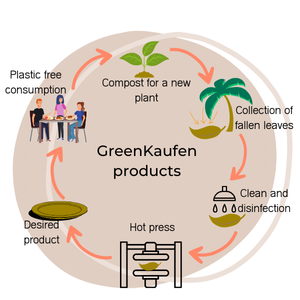 Plastic free
consumption
Compost for a new
plant
Collection of
fallen leaves
GreenKaufen
products
Clean and
disinfection
Desired
product
Hot press